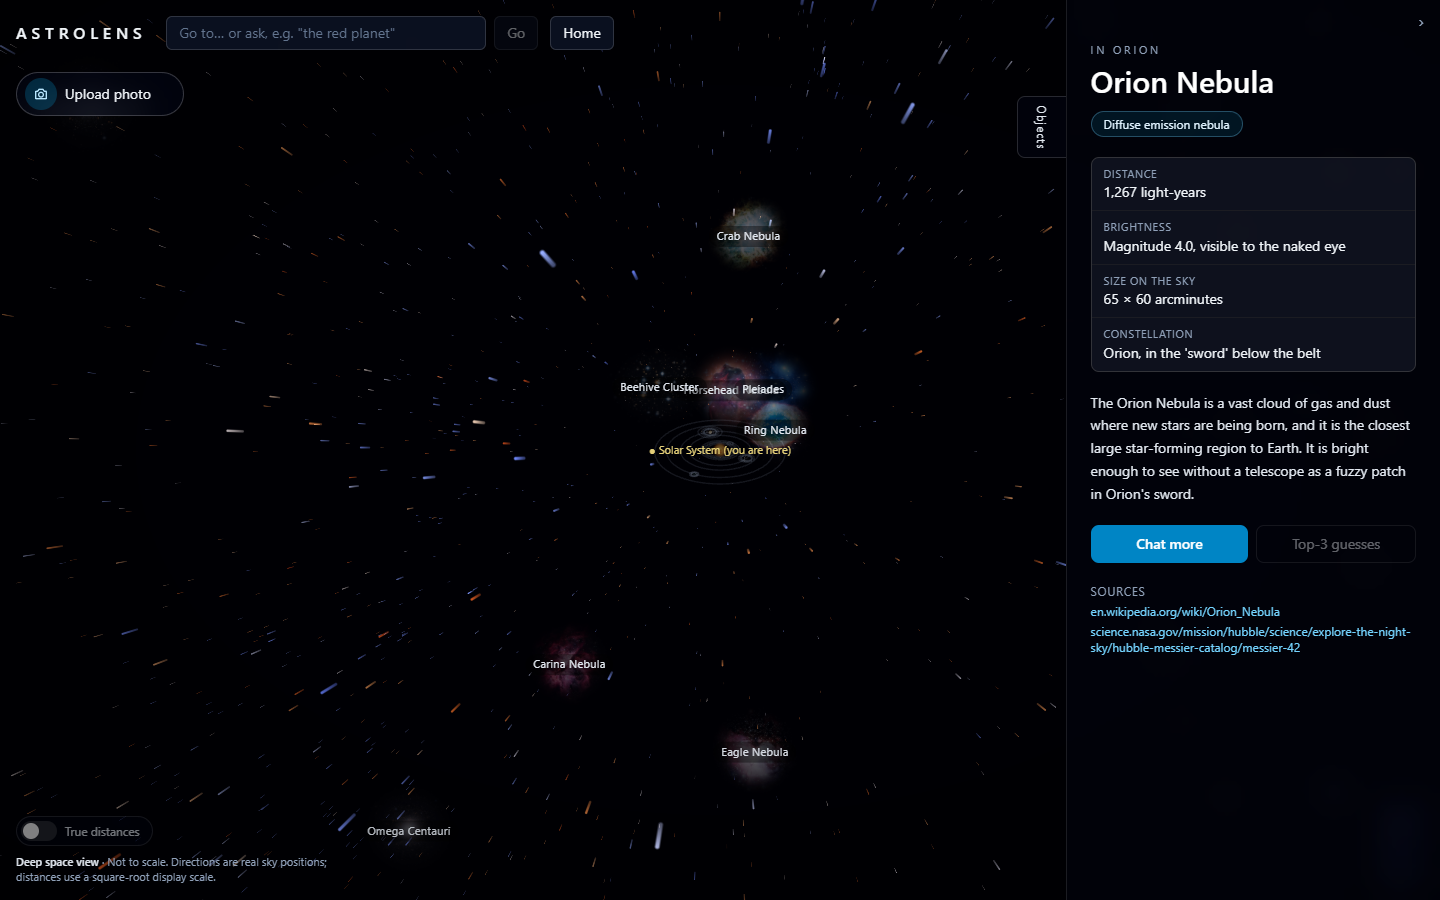 ASTROLENS
Go to... or ask, e.g. "the red planet"
Go
Home
Upload photo
Objects
Crab Nebula
Beehive Cluster
Horsehead
Pleiades
Ring Nebula
Solar System (you are here)
Carina Nebula
Eagle Nebula
Omega Centauri
True distances
Deep space view · Not to scale. Directions are real sky positions;
distances use a square-root display scale.
›
IN ORION
Orion Nebula
Diffuse emission nebula
DISTANCE
1,267 light-years
BRIGHTNESS
Magnitude 4.0, visible to the naked eye
SIZE ON THE SKY
65 × 60 arcminutes
CONSTELLATION
Orion, in the 'sword' below the belt
The Orion Nebula is a vast cloud of gas and dust
where new stars are being born, and it is the closest
large star-forming region to Earth. It is bright
enough to see without a telescope as a fuzzy patch
in Orion's sword.
Chat more
Top-3 guesses
SOURCES
en.wikipedia.org/wiki/Orion_Nebula
science.nasa.gov/mission/hubble/science/explore-the-night-
sky/hubble-messier-catalog/messier-42